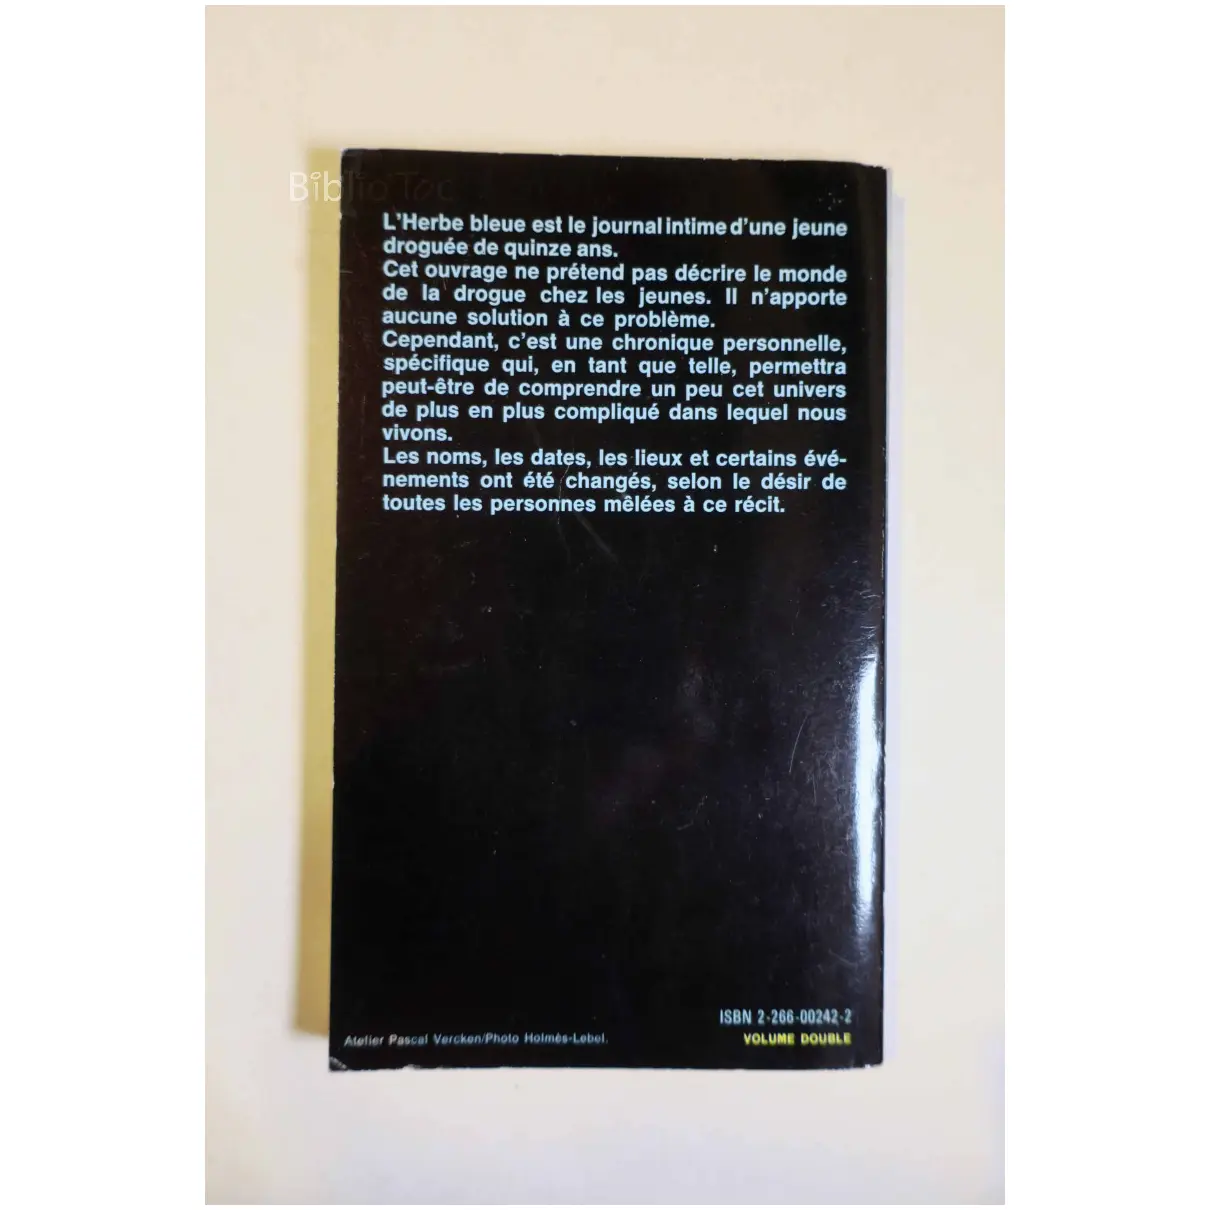 Biblio Toc
L'Herbe bleue est le journal intime d'une jeune
droguée de quinze ans.
Cet ouvrage ne prétend pas décrire le monde
de la drogue chez les jeunes. Il n'apporte
aucune solution à ce problème.
Cependant, c'est une chronique personnelle,
spécifique qui, en tant que telle, permettra
peut-être de comprendre un peu cet univers
de plus en plus compliqué dans lequel nous
vivons.
Les noms, les dates, les lieux et certains évé-
nements ont été changés, selon le désir de
toutes les personnes mêlées à ce récit.
ISBN 2-266-00242-2
Atelier Pascal Vercken/Photo Holmès-Lebel.
VOLUME DOUBLE